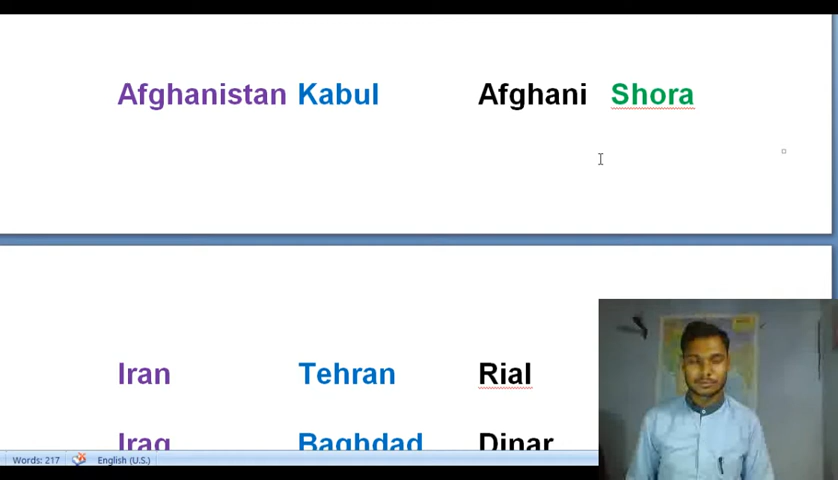 Afghanistan Kabul Afghani Shora
Iran Tehran Rial
Iraq Baghdad Dinar
Words: 217 English (U.S.)